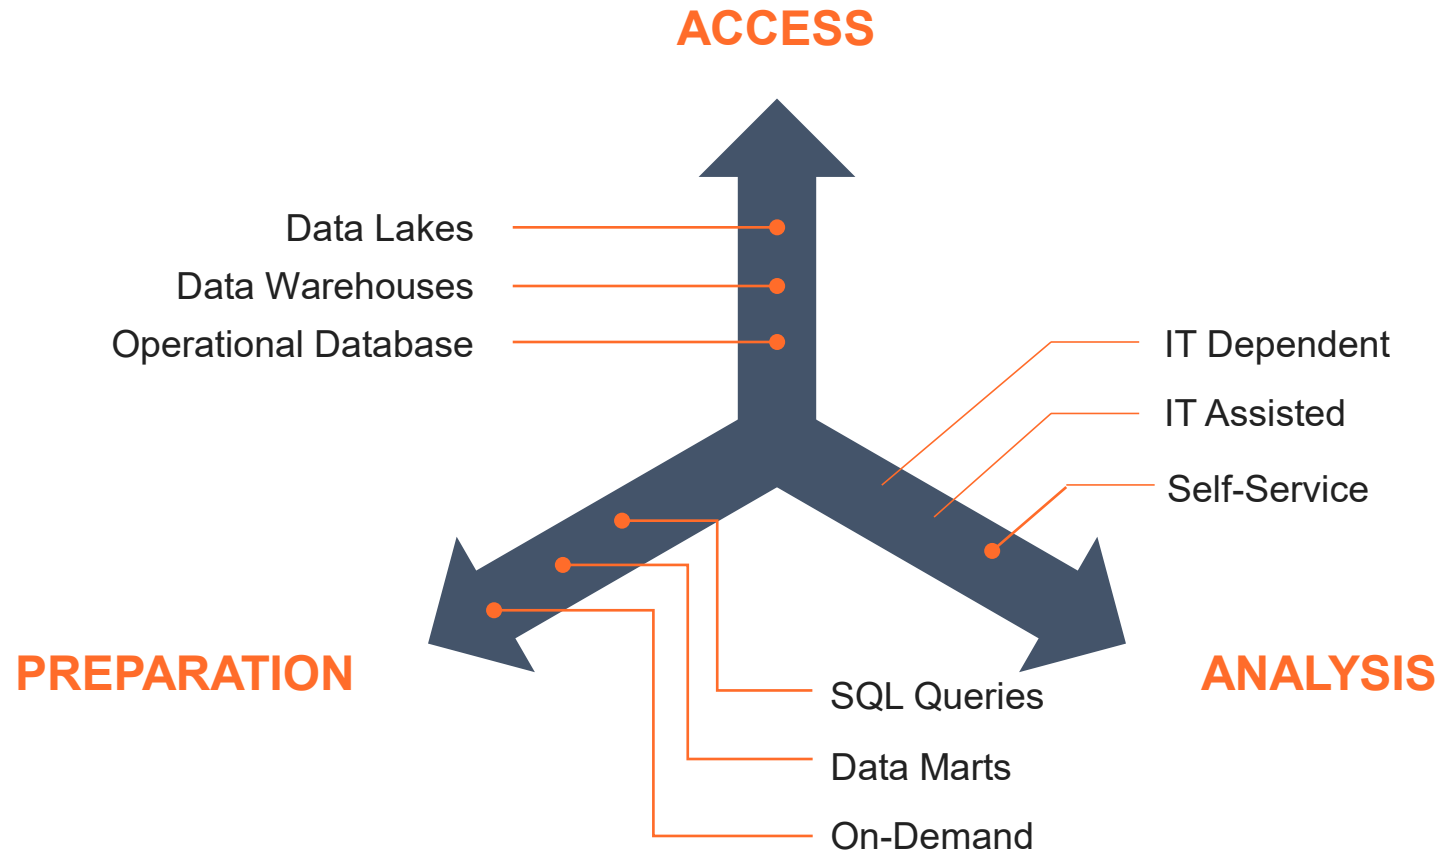 ACCESS
Data Lakes
Data Warehouses
Operational Database
IT Dependent
IT Assisted
Self-Service
PREPARATION
ANALYSIS
SQL Queries
Data Marts
On-Demand